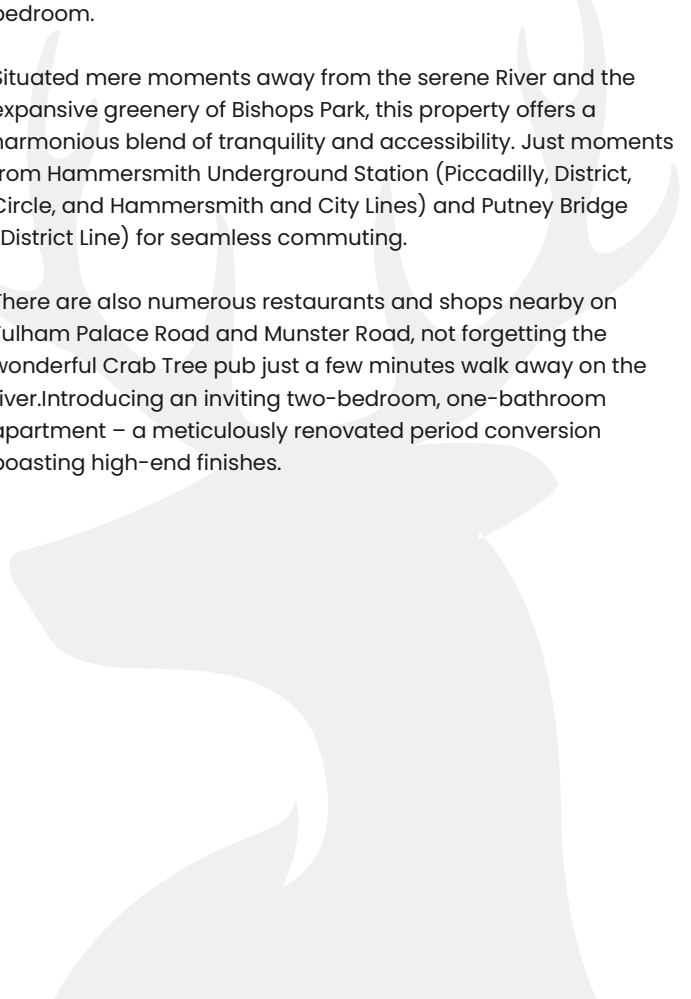 bedroom.
Situated mere moments away from the serene River and the
expansive greenery of Bishops Park, this property offers a
harmonious blend of tranquility and accessibility. Just moments
from Hammersmith Underground Station (Piccadilly, District,
Circle, and Hammersmith and City Lines) and Putney Bridge
(District Line) for seamless commuting.
There are also numerous restaurants and shops nearby on
Fulham Palace Road and Munster Road, not forgetting the
wonderful Crab Tree pub just a few minutes walk away on the
river.Introducing an inviting two-bedroom, one-bathroom
apartment – a meticulously renovated period conversion
boasting high-end finishes.